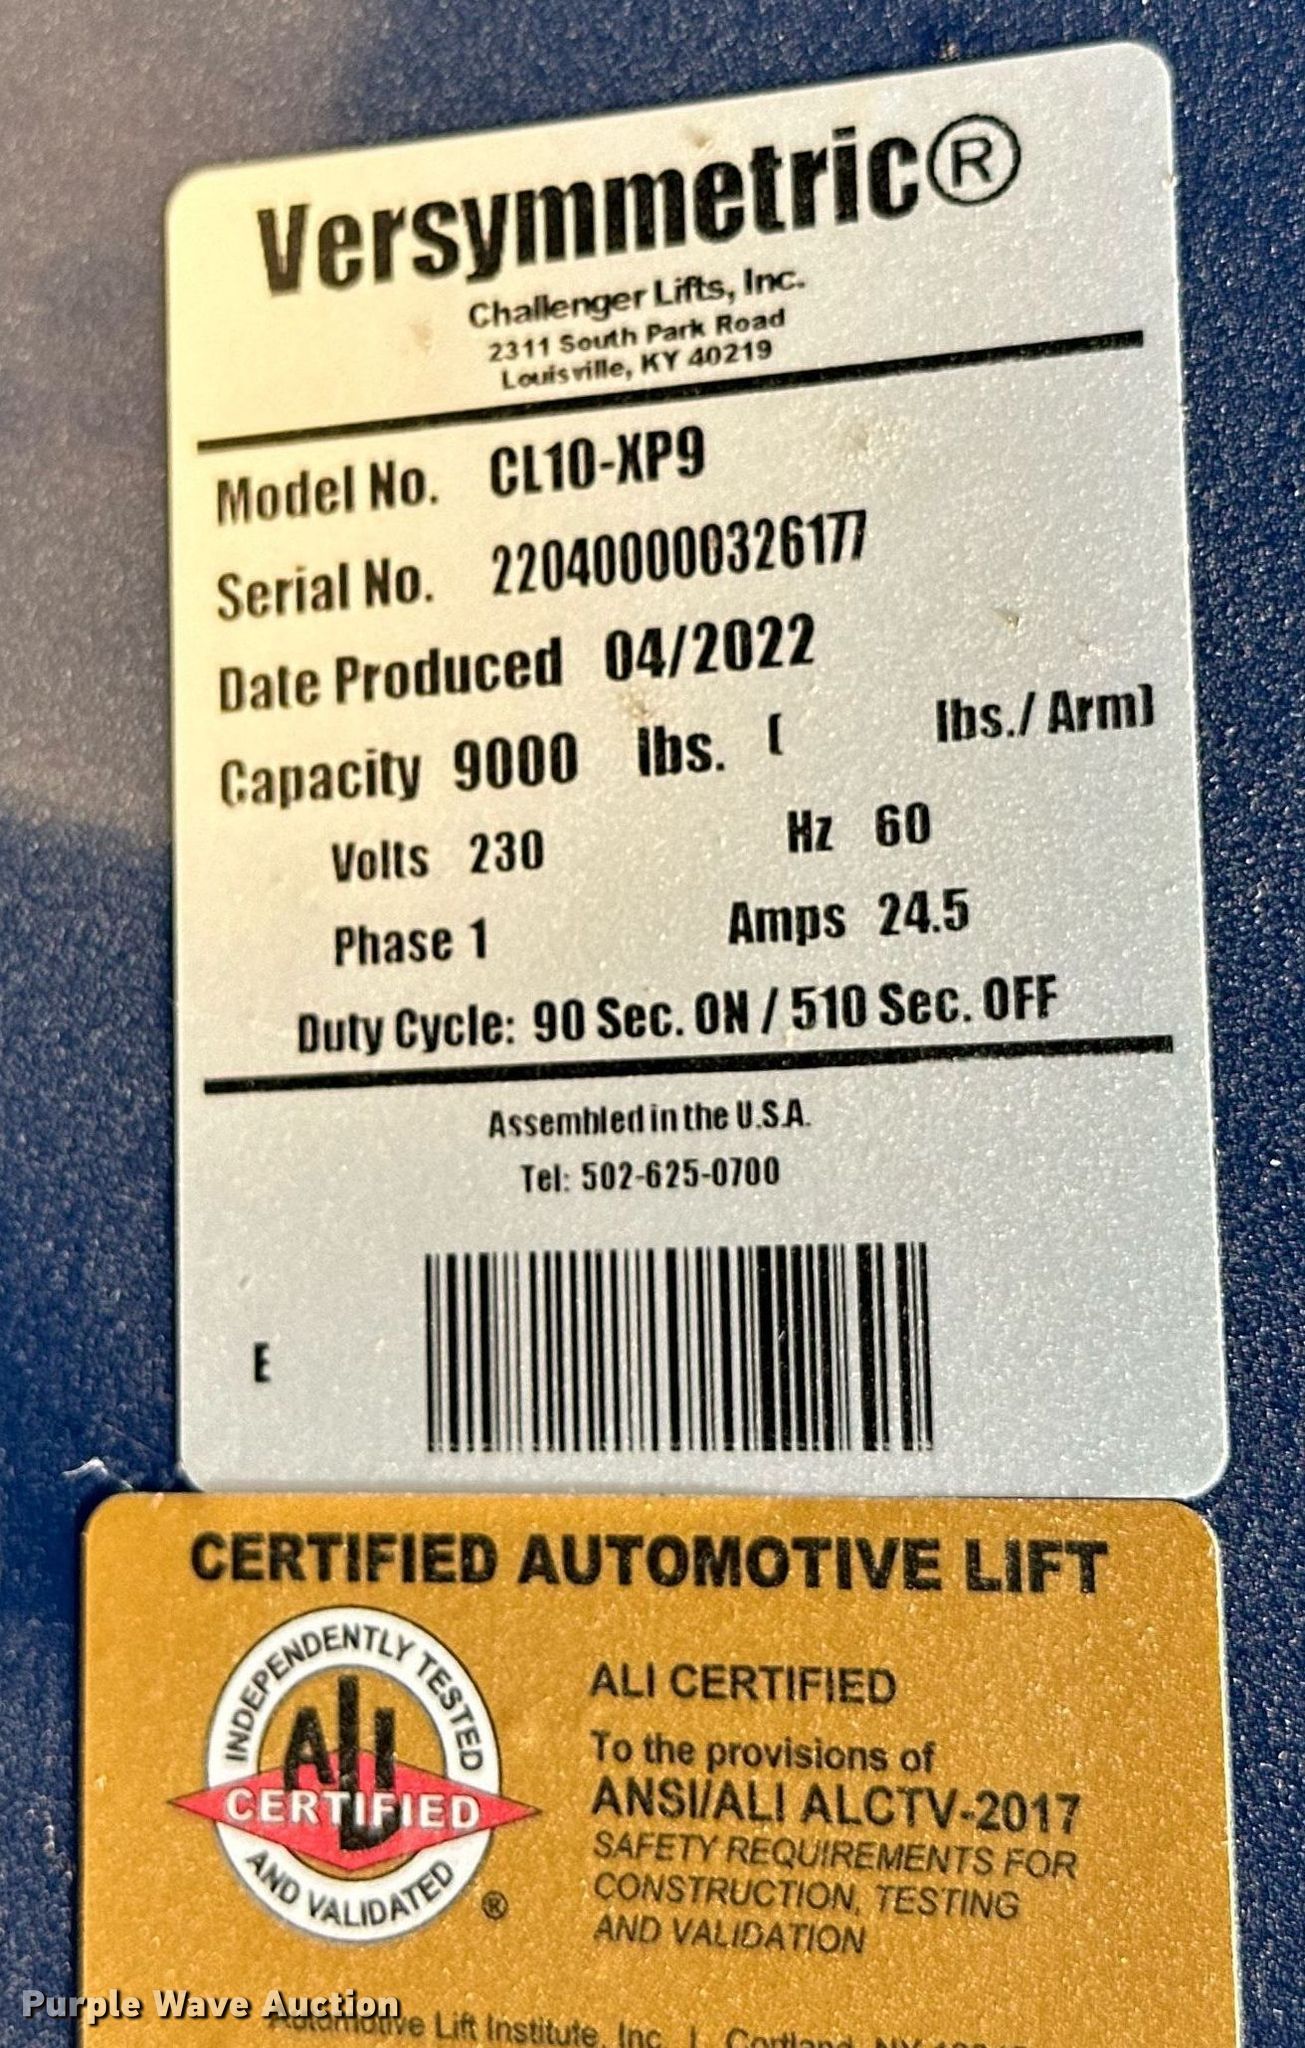 Versymmetric®
Challenger Lifts, Inc.
2311 South Park Road
Louisville, KY 40219
Model No. CL10-XP9
Serial No. 220400000326177
Date Produced 04/2022
Capacity 9000 lbs. ( lbs./ Arm)
Volts 230 Hz 60
Phase 1 Amps 24.5
Duty Cycle: 90 Sec. ON / 510 Sec. OFF
Assembled in the U.S.A.
Tel: 502-625-0700
E
CERTIFIED AUTOMOTIVE LIFT
INDEPENDENTLY TESTED
ALI
CERTIFIED
AND VALIDATED
®
ALI CERTIFIED
To the provisions of
ANSI/ALI ALCTV-2017
SAFETY REQUIREMENTS FOR
CONSTRUCTION, TESTING
AND VALIDATION
Purple Wave Auction
Automotive Lift Institute, Inc. | Cortland, NY